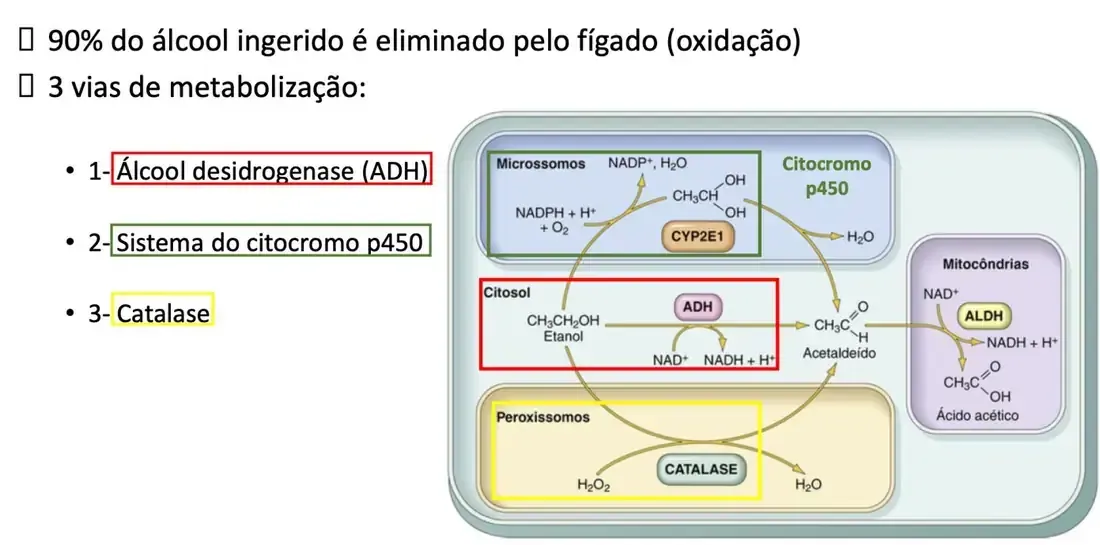 90% do álcool ingerido é eliminado pelo fígado (oxidação)
3 vias de metabolização:
• 1- Álcool desidrogenase (ADH)
• 2- Sistema do citocromo p450
• 3- Catalase
Microssomos
NADP⁺, H₂O
Citocromo
p450
CH₃CH
OH
OH
NADPH + H⁺
+ O₂
CYP2E1
H₂O
Citosol
ADH
CH₃CH₂OH
Etanol
NAD⁺
NADH + H⁺
CH₃C
O
H
Acetaldeído
Mitocôndrias
NAD⁺
ALDH
NADH + H⁺
CH₃C
O
OH
Ácido acético
Peroxissomos
CATALASE
H₂O₂
H₂O